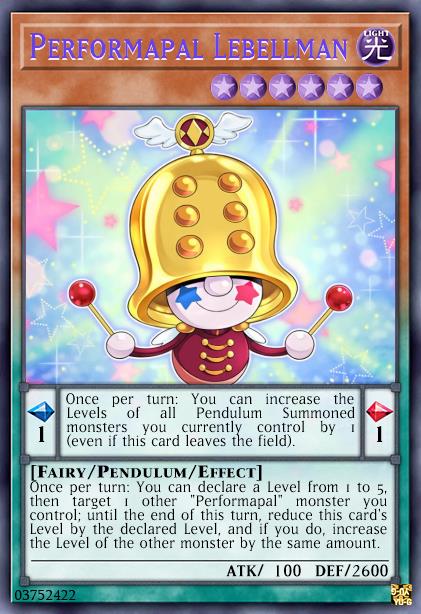 Performapal Lebellman
LIGHT
光
Once per turn: You can increase the
Levels of all Pendulum Summoned
monsters you currently control by 1
(even if this card leaves the field).
1
1
[Fairy/Pendulum/Effect]
Once per turn: You can declare a Level from 1 to 5,
then target 1 other "Performapal" monster you
control; until the end of this turn, reduce this card's
Level by the declared Level, and if you do, increase
the Level of the other monster by the same amount.
ATK/ 100 DEF/2600
03752422